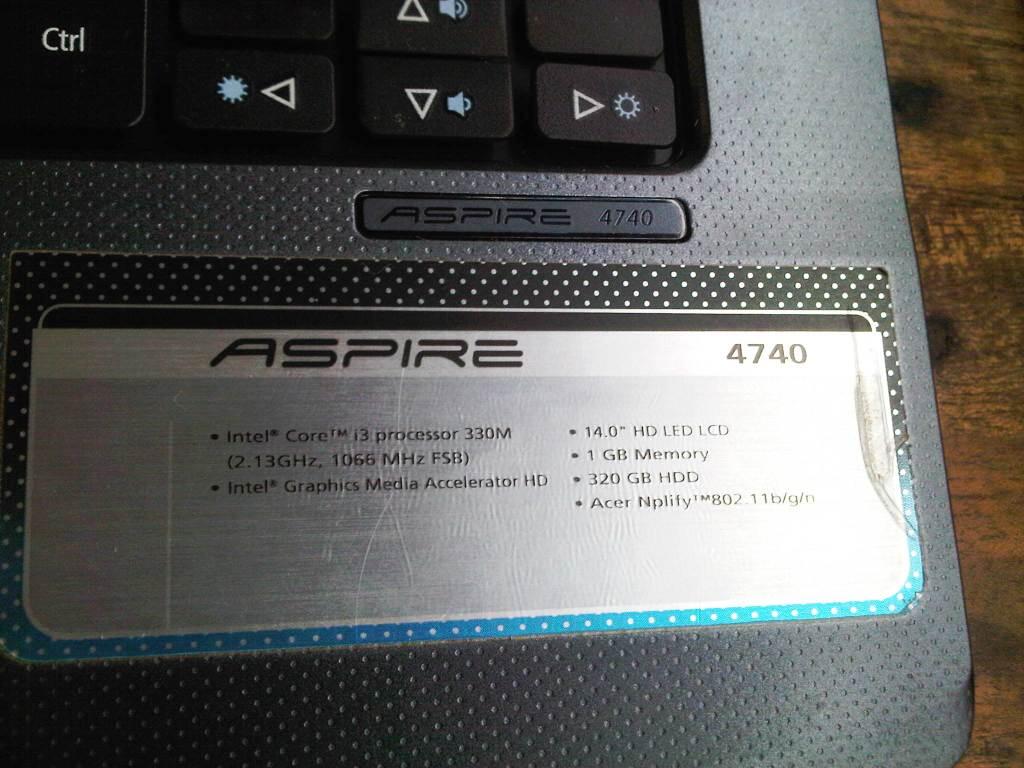 Ctrl
ASPIRE 4740
ASPIRE 4740
• Intel® Core™ i3 processor 330M
(2.13GHz, 1066 MHz FSB)
• Intel® Graphics Media Accelerator HD
• 14.0" HD LED LCD
• 1 GB Memory
• 320 GB HDD
• Acer Nplify™802.11b/g/n